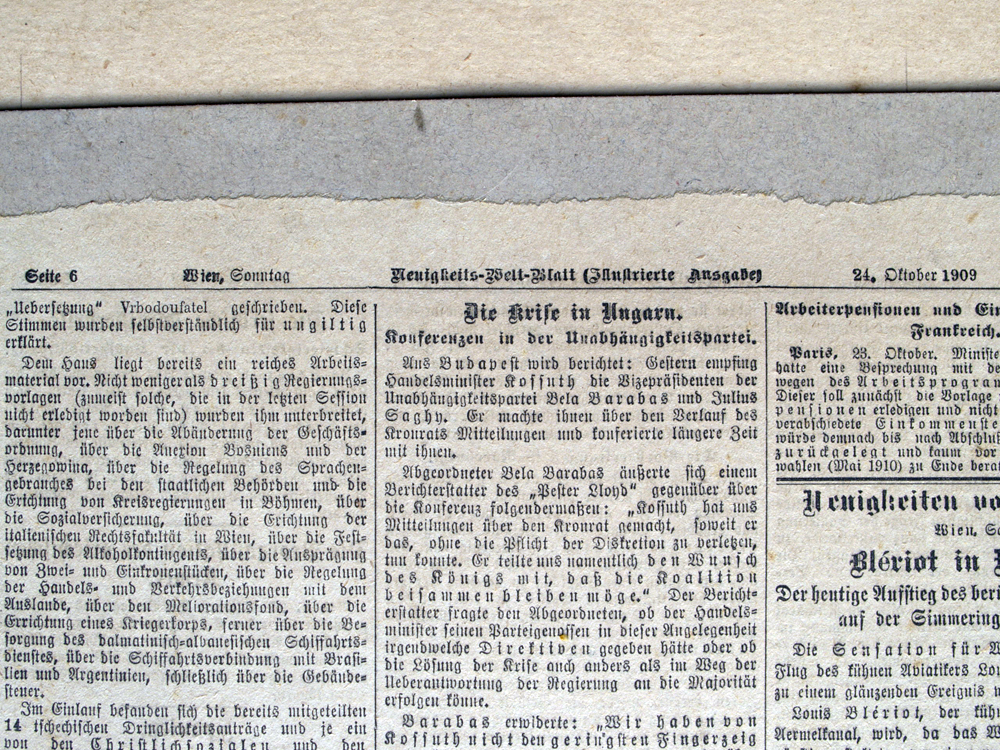 Seite 6 Wien, Sonntag Neuigkeits-Welt-Blatt (Illustrierte Ausgabe) 24. Oktober 1909
„Uebersetzung“ Vrbodousatel geschrieben. Diese
Stimmen wurden selbstverständlich für ungiltig
erklärt.
Dem Haus liegt bereits ein reiches Arbeits-
material vor. Nicht weniger als dreißig Regierungs-
vorlagen (zumeist solche, die in der letzten Session
nicht erledigt worden sind) wurden ihm unterbreitet,
darunter jene über die Abänderung der Geschäfts-
ordnung, über die Anexion Bosniens und der
Herzegowina, über die Regelung des Sprachen-
gebrauches bei den staatlichen Behörden und die
Erichtung von Kreisregierungen in Böhmen, über
die Sozialversicherung, über die Erichtung der
italienischen Rechtsfakultät in Wien, über die Fest-
setzung des Alkoholkontingents, über die Ausprägung
von Zwei- und Einkronenstücken, über die Regelung
der Handels- und Verkehrsbeziehungen mit dem
Auslande, über den Meliorationsfond, über die
Errichtung eines Kriegerkorps, ferner über die Be-
sorgung des dalmatinisch-albanesischen Schiffahrts-
dienstes, über die Schiffahrtsverbindung mit Brasi-
lien und Argentinien, schließlich über die Gebäude-
steuer.
Im Einlauf befanden sich die bereits mitgeteilten
14 tschechischen Dringlichkeitsanträge und je ein
von den Christlichsozialen und den
Die Krise in Ungarn.
Konferenzen in der Unabhängigkeitspartei.
Aus Budapest wird berichtet: Gestern empfing
Handelsminister Kossuth die Vizepräsidenten der
Unabhängigkeitspartei Bela Barabas und Julius
Saghy. Er machte ihnen über den Verlauf des
Kronrats Mitteilungen und konferierte längere Zeit
mit ihnen.
Abgeordneter Bela Barabas äußerte sich einem
Berichterstatter des „Pester Lloyd“ gegenüber über
die Konferenz folgendermaßen: „Kossuth hat uns
Mitteilungen über den Kronrat gemacht, soweit er
das, ohne die Pflicht der Diskretion zu verletzen,
tun konnte. Er teilte uns namentlich den Wunsch
des Königs mit, daß die Koalition
beisammen bleiben möge.“ Der Bericht-
erstatter fragte den Abgeordneten, ob der Handels-
minister seinen Parteigenossen in dieser Angelegenheit
irgendwelche Direktiven gegeben hätte oder ob
die Lösung der Krise auch anders als im Weg der
Ueberantwortung der Regierung an die Majorität
erfolgen könne.
Barabas erwiderte: „Wir haben von
Kossuth nicht den geringsten Fingerzeig
Arbeiterpensionen und Ei
Frankreich.
Paris, 23. Oktober. Ministe
hatte eine Besprechung mit de
wegen des Arbeitsprogram
Dieser soll zunächst die Vorlage
pensionen erledigen und nicht
verabschiedete Einkommenste
würde demnach bis nach Abschlu
zurückgelegt und kaum vor
wahlen (Mai 1910) zu Ende bera
Neuigkeiten vo
Wien, So
Blériot in
Der heutige Aufstieg des beri
auf der Simmering
Die Sensation für W
Flug des kühnen Aviatikers Lou
zu einem glänzenden Ereignis
Louis Blériot, der küh
Aermelkanal, wird, da das